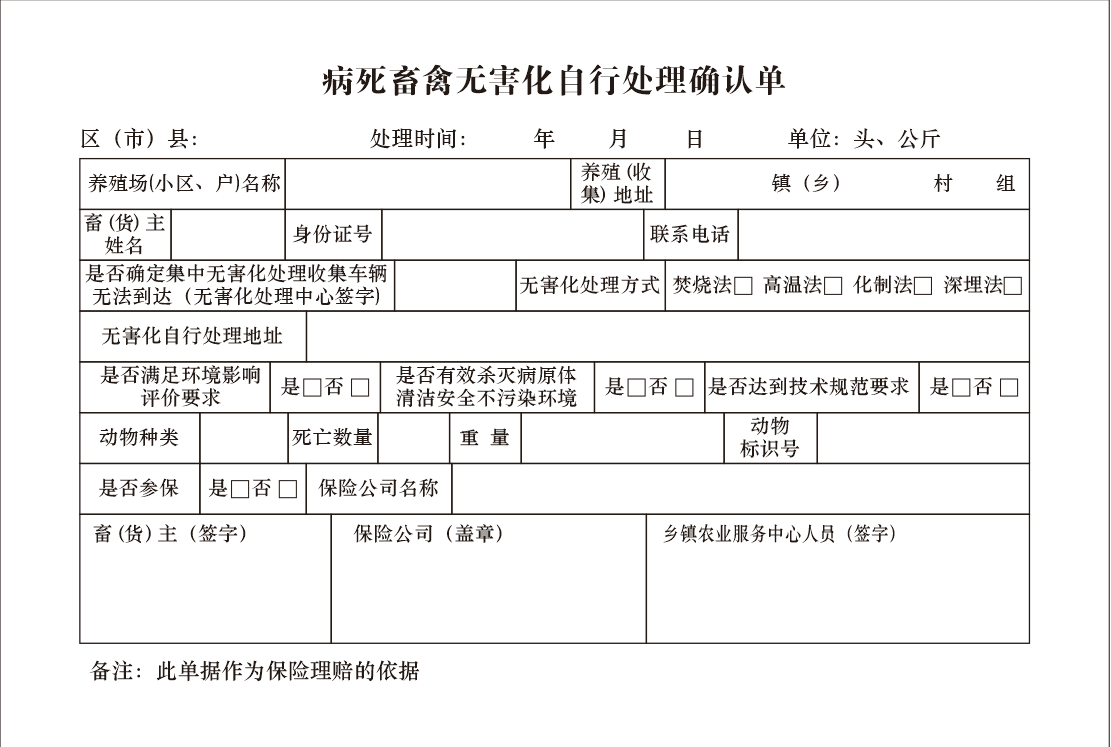 病死畜禽无害化自行处理确认单
区（市）县： 处理时间： 年 月 日 单位：头、公斤
养殖场(小区、户)名称 养殖（收集）地址 镇（乡） 村 组
畜（货）主姓名 身份证号 联系电话
是否确定集中无害化处理收集车辆无法到达（无害化处理中心签字） 无害化处理方式 焚烧法□ 高温法□ 化制法□ 深埋法□
无害化自行处理地址
是否满足环境影响评价要求 是□否□ 是否有效杀灭病原体清洁安全不污染环境 是□否□ 是否达到技术规范要求 是□否□
动物种类 死亡数量 重 量 动物标识号
是否参保 是□否□ 保险公司名称
畜（货）主（签字） 保险公司（盖章） 乡镇农业服务中心人员（签字）
备注：此单据作为保险理赔的依据